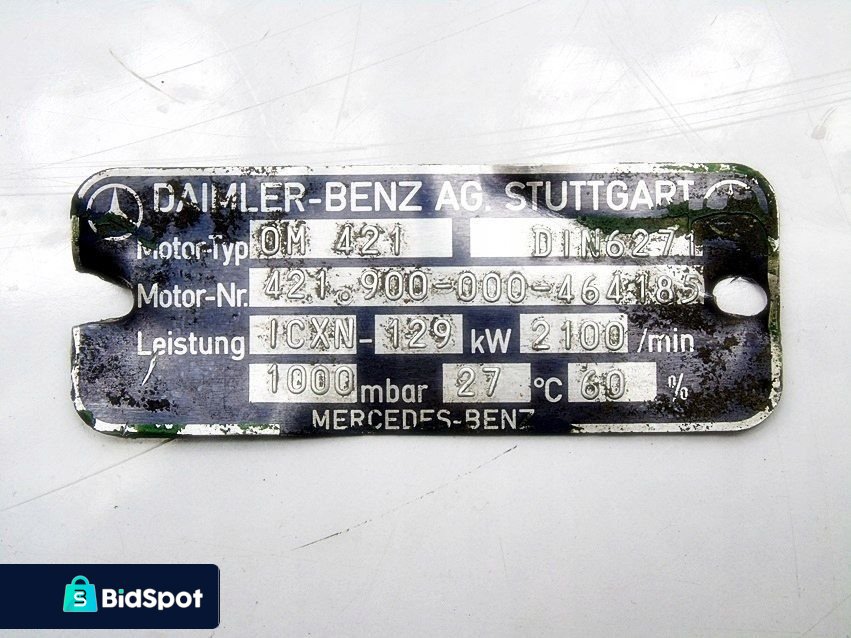 DAIMLER-BENZ AG. STUTTGART
Motor-Typ OM 421 DIN6271
Motor-Nr. 421.900-000-464185
Leistung ICXN-129 kW 2100 /min
1000 mbar 27 °C 60 %
MERCEDES-BENZ
S BidSpot